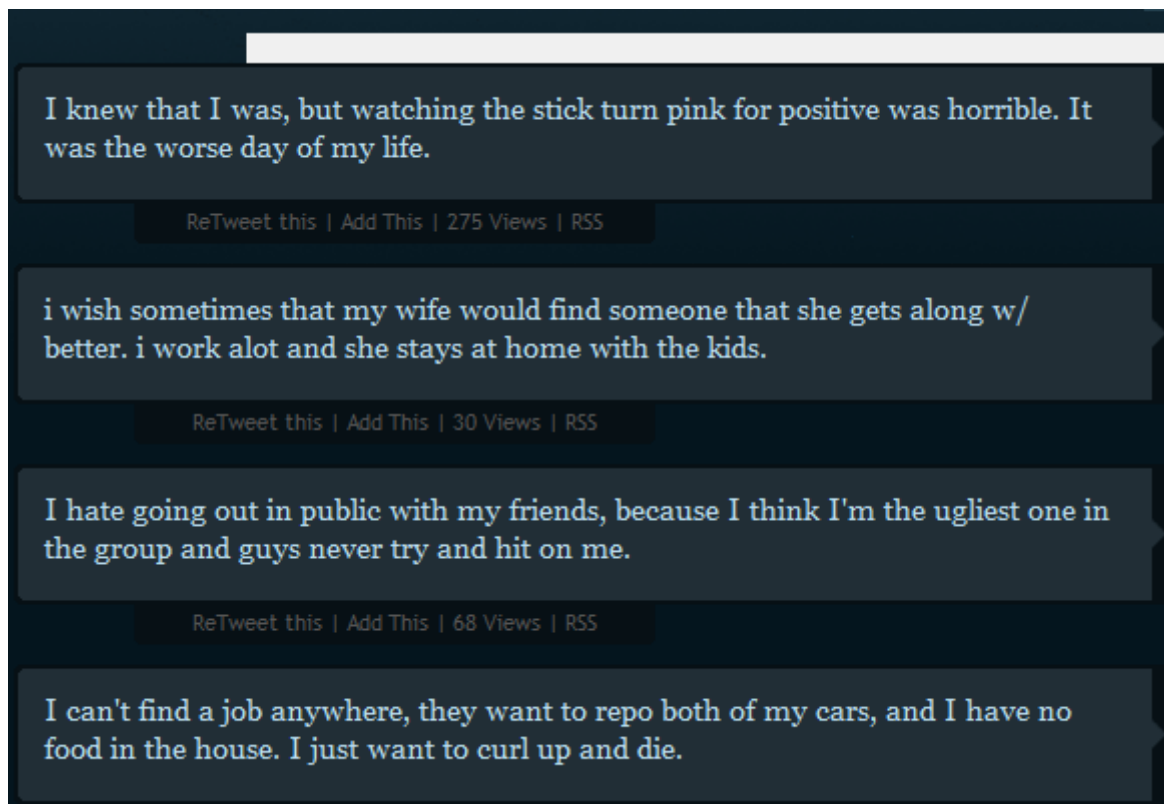 I knew that I was, but watching the stick turn pink for positive was horrible. It
was the worse day of my life.
ReTweet this | Add This | 275 Views | RSS
i wish sometimes that my wife would find someone that she gets along w/
better. i work alot and she stays at home with the kids.
ReTweet this | Add This | 30 Views | RSS
I hate going out in public with my friends, because I think I'm the ugliest one in
the group and guys never try and hit on me.
ReTweet this | Add This | 68 Views | RSS
I can't find a job anywhere, they want to repo both of my cars, and I have no
food in the house. I just want to curl up and die.